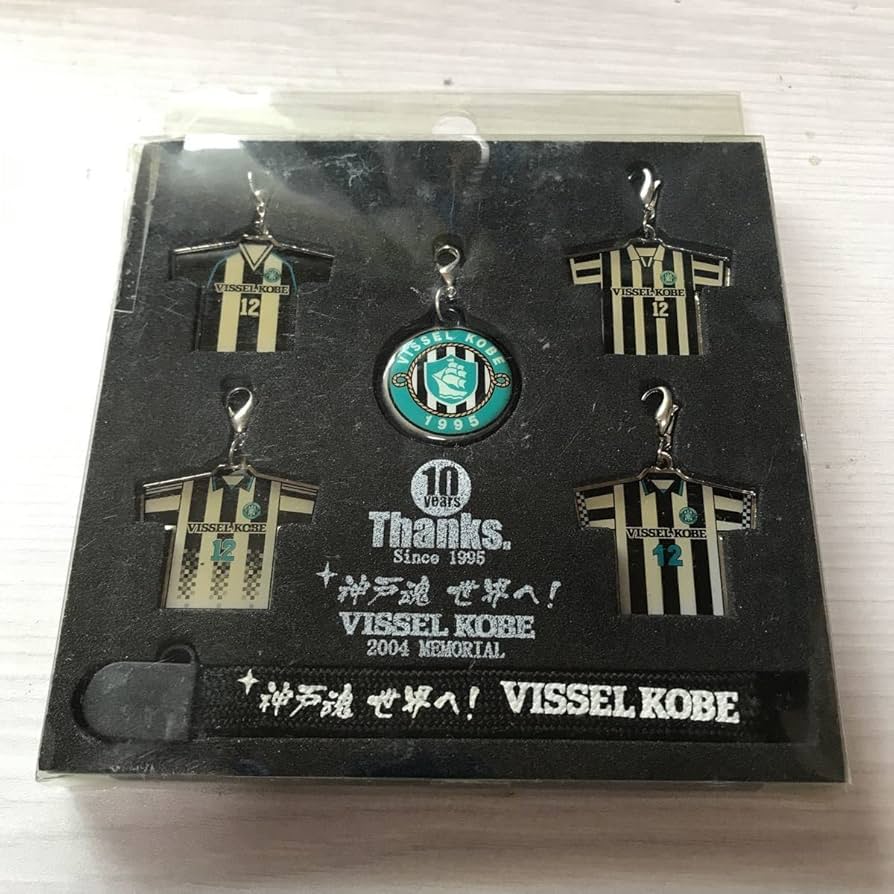 VISSEL KOBE
12
VISSEL KOBE
12
VISSEL KOBE
1995
VISSEL KOBE
12
VISSEL KOBE
12
10
years
Thanks.
Since 1995
神戸魂 世界へ!
VISSEL KOBE
2004 MEMORIAL
神戸魂 世界へ! VISSEL KOBE